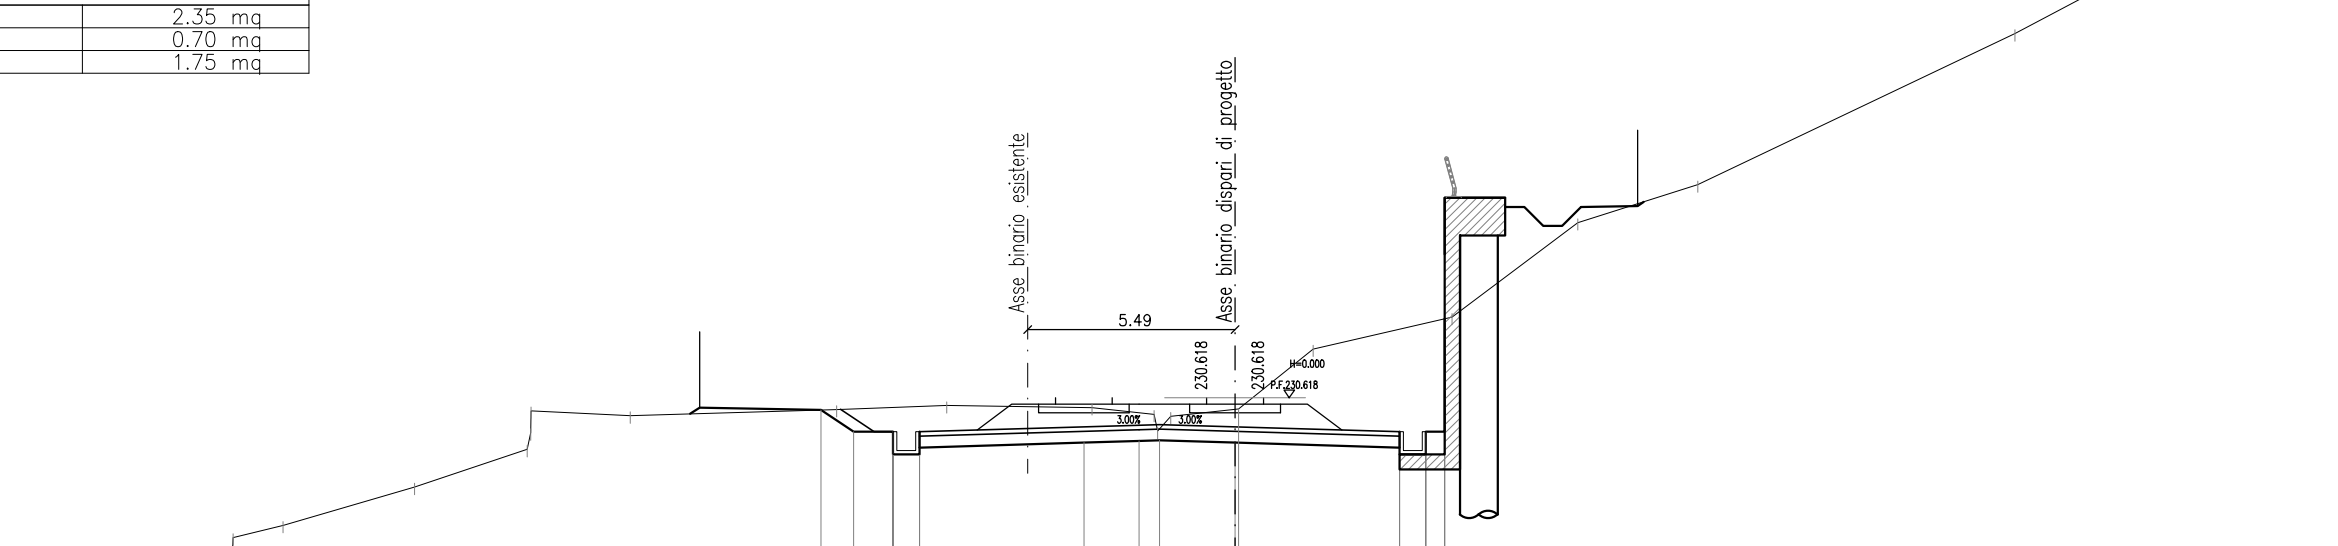 2.35 mq
0.70 mq
1.75 mq
Asse binario esistente
Asse binario dispari di progetto
5.49
230.618
230.618
H=0.000
P.F.230.618
3.00%
3.00%